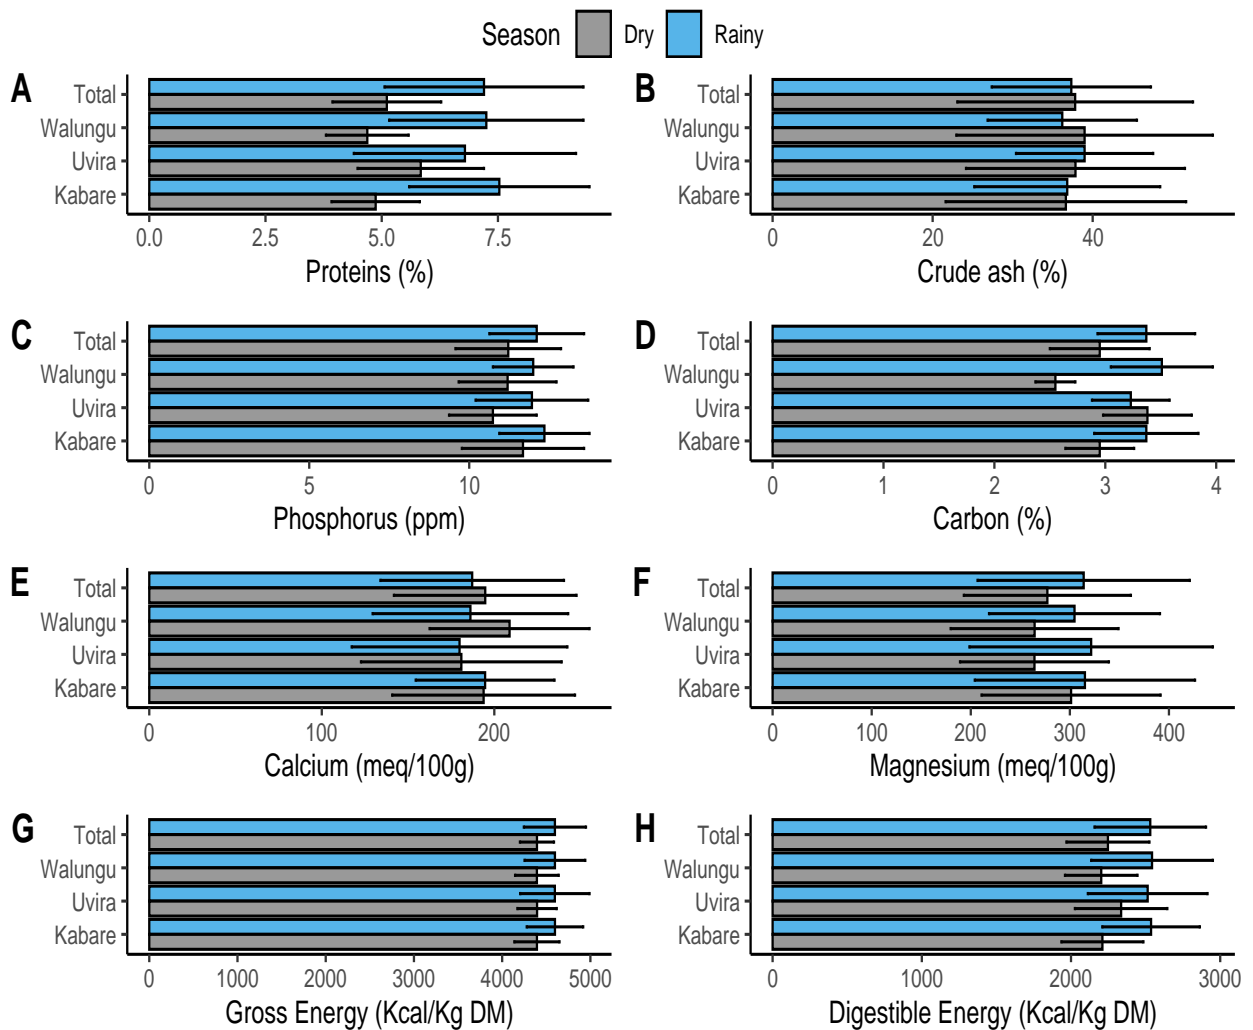 Season Dry Rainy
A
Total
Walungu
Uvira
Kabare
0.0 2.5 5.0 7.5
Proteins (%)
B
Total
Walungu
Uvira
Kabare
0 20 40
Crude ash (%)
C
Total
Walungu
Uvira
Kabare
0 5 10
Phosphorus (ppm)
D
Total
Walungu
Uvira
Kabare
0 1 2 3 4
Carbon (%)
E
Total
Walungu
Uvira
Kabare
0 100 200
Calcium (meq/100g)
F
Total
Walungu
Uvira
Kabare
0 100 200 300 400
Magnesium (meq/100g)
G
Total
Walungu
Uvira
Kabare
0 1000 2000 3000 4000 5000
Gross Energy (Kcal/Kg DM)
H
Total
Walungu
Uvira
Kabare
0 1000 2000 3000
Digestible Energy (Kcal/Kg DM)